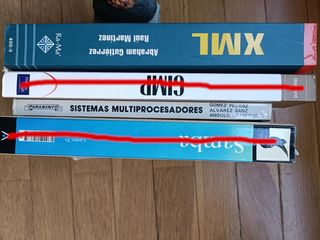 XML
Abraham Gutiérrez
Raúl Martínez
Ra-Ma
GIMP
PARANINFO
SISTEMAS MULTIPROCESADORES
GOMEZ-PEDRAZ
ALVAREZ-SANZ
ANGULO
Samba